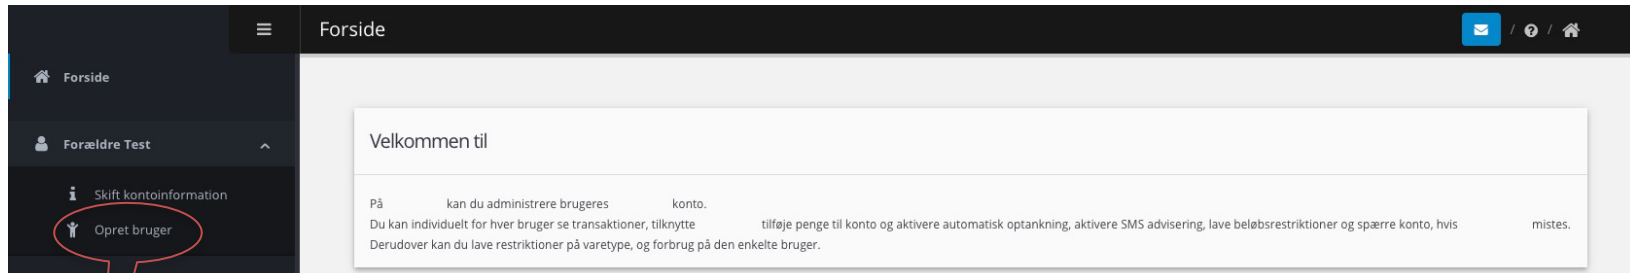 Forside
/ /
Forside
Forældre Test
Skift kontoinformation
Opret bruger
Velkommen til
På kan du administrere brugeres konto.
Du kan individuelt for hver bruger se transaktioner, tilknytte tilføje penge til konto og aktivere automatisk optankning, aktivere SMS advisering, lave beløbsrestriktioner og spærre konto, hvis mistes.
Derudover kan du lave restriktioner på varetype, og forbrug på den enkelte bruger.